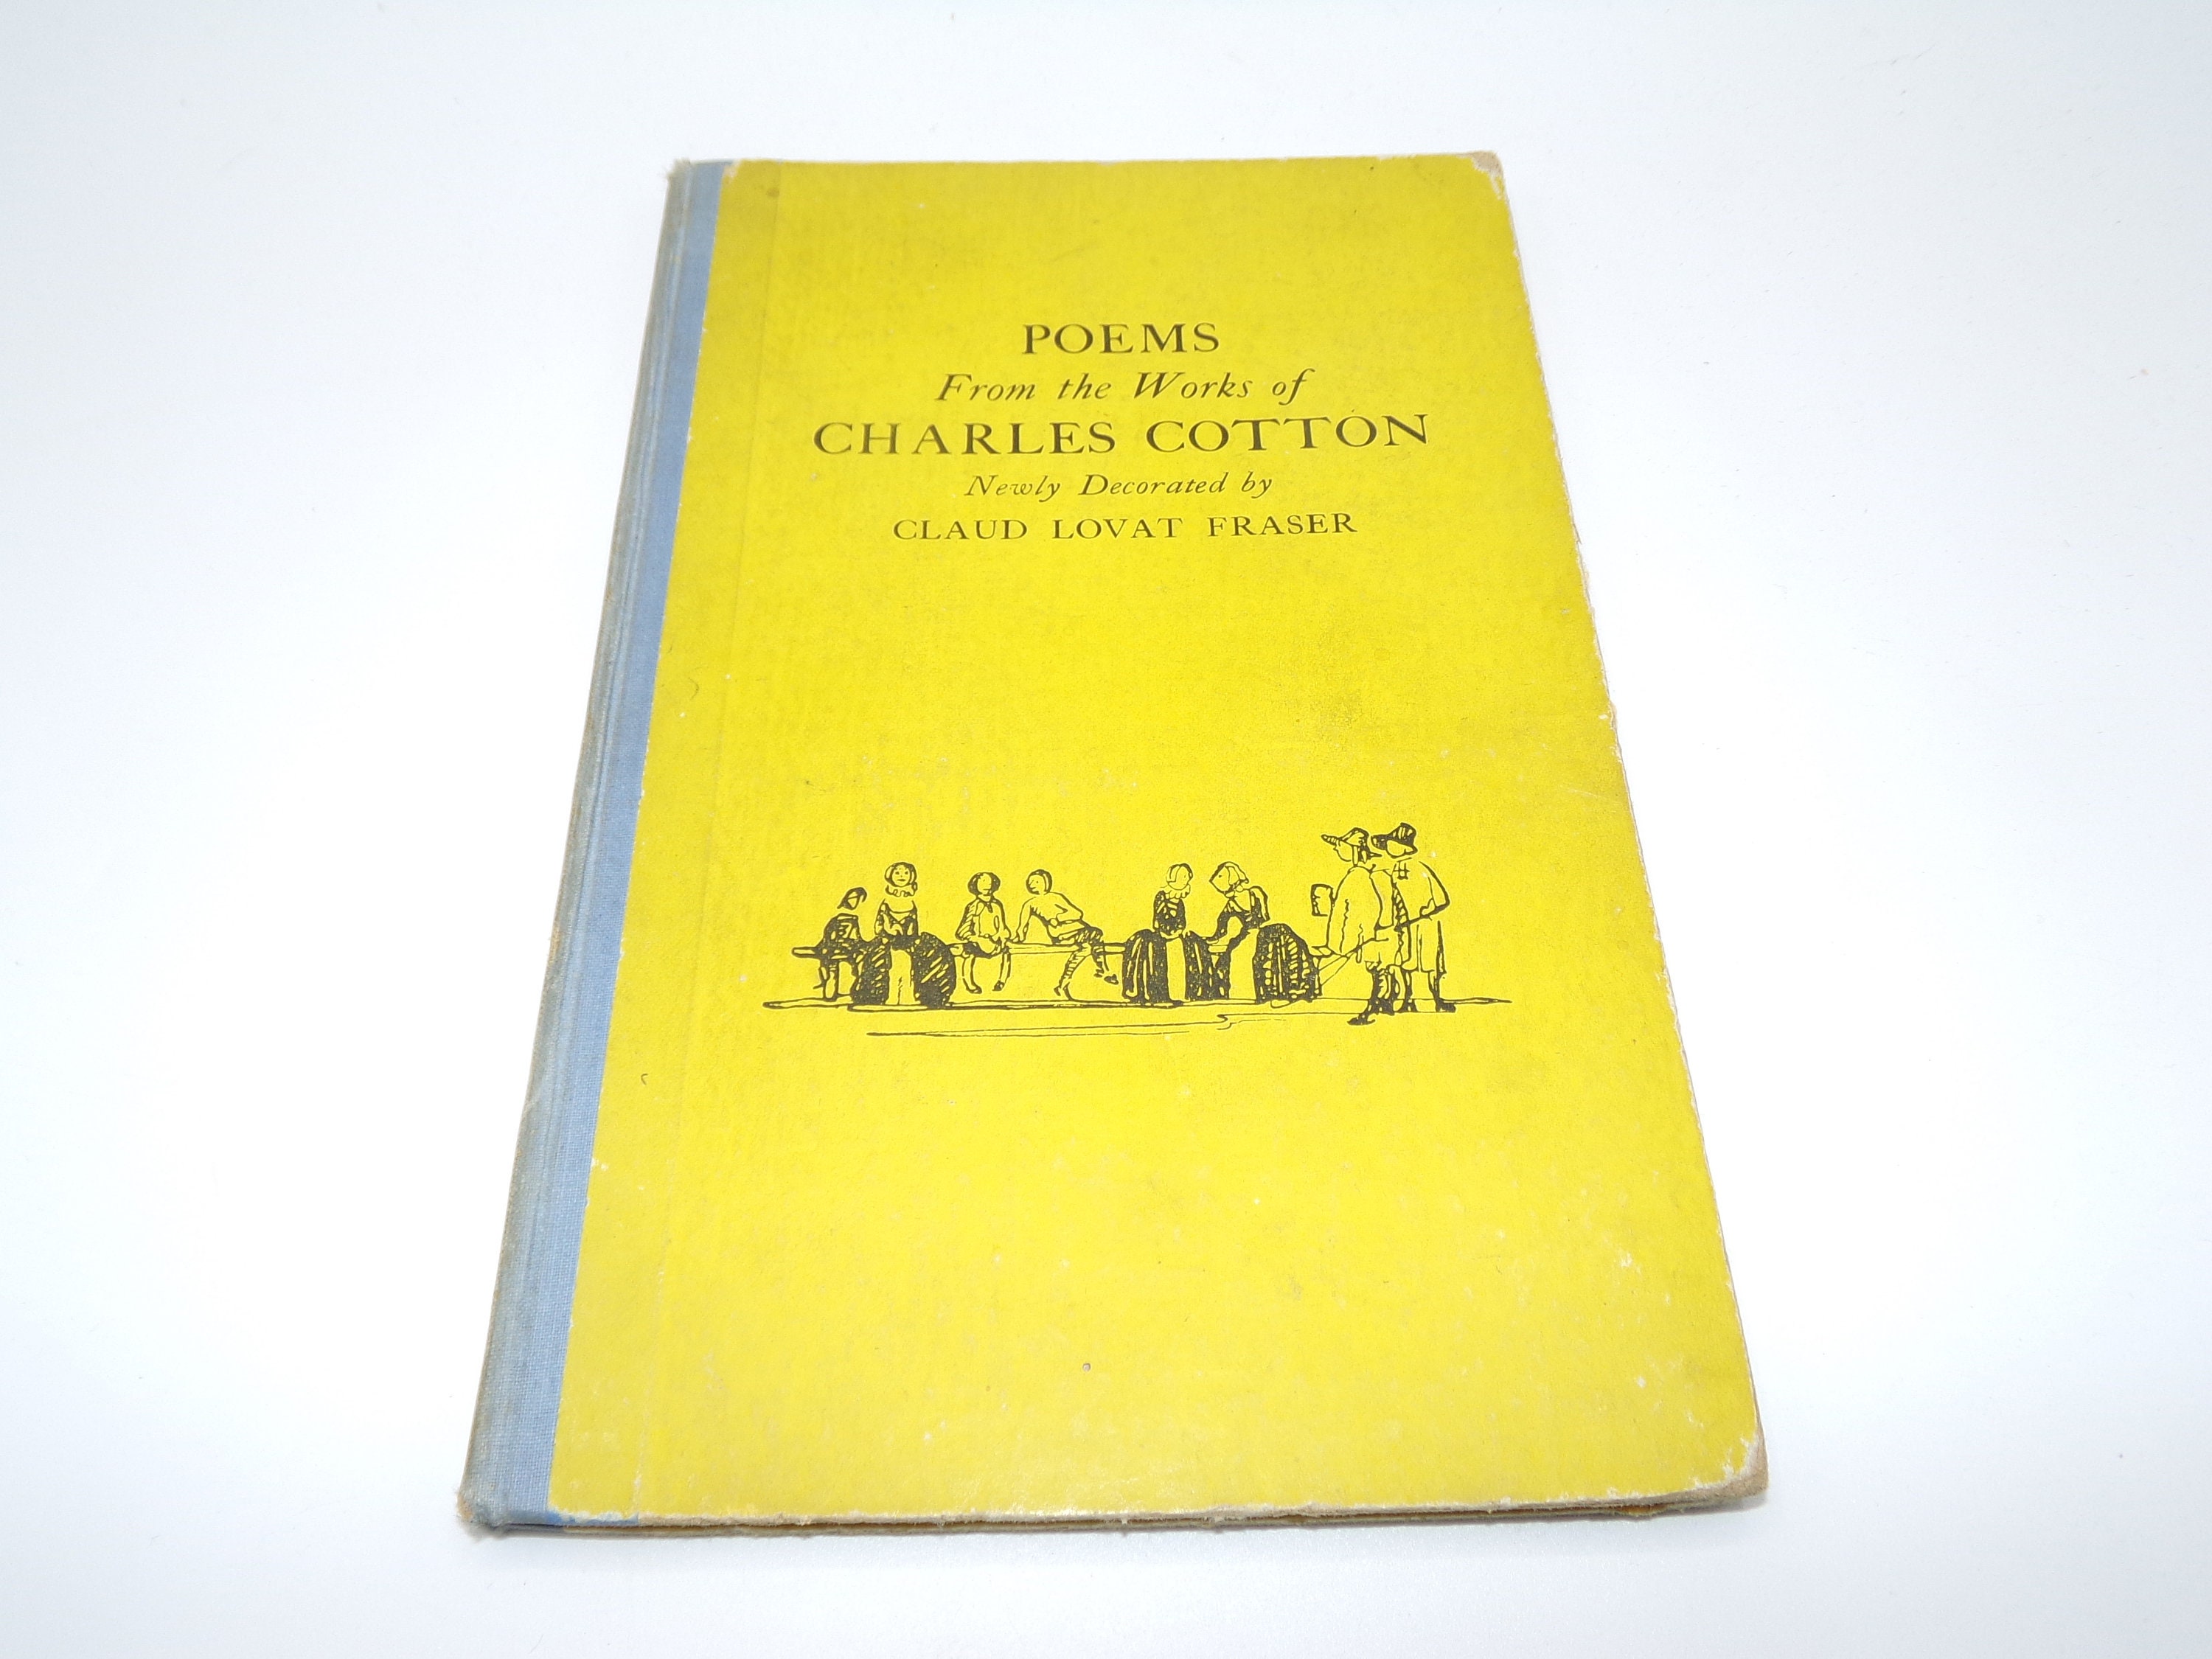 POEMS
From the Works of
CHARLES COTTON
Newly Decorated by
CLAUD LOVAT FRASER